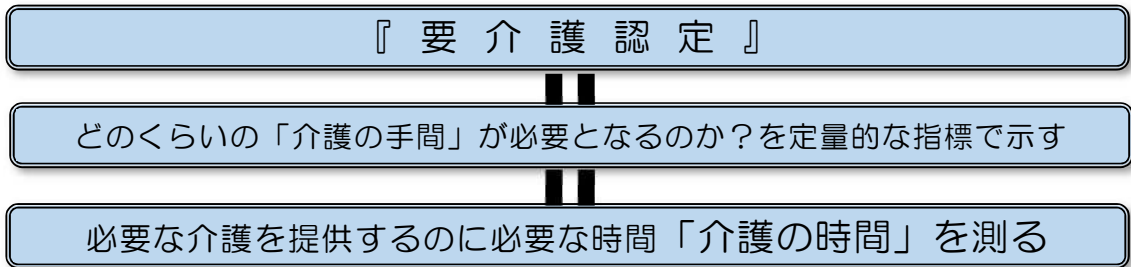 『 要 介 護 認 定 』
どのくらいの「介護の手間」が必要となるのか？を定量的な指標で示す
必要な介護を提供するのに必要な時間「介護の時間」を測る